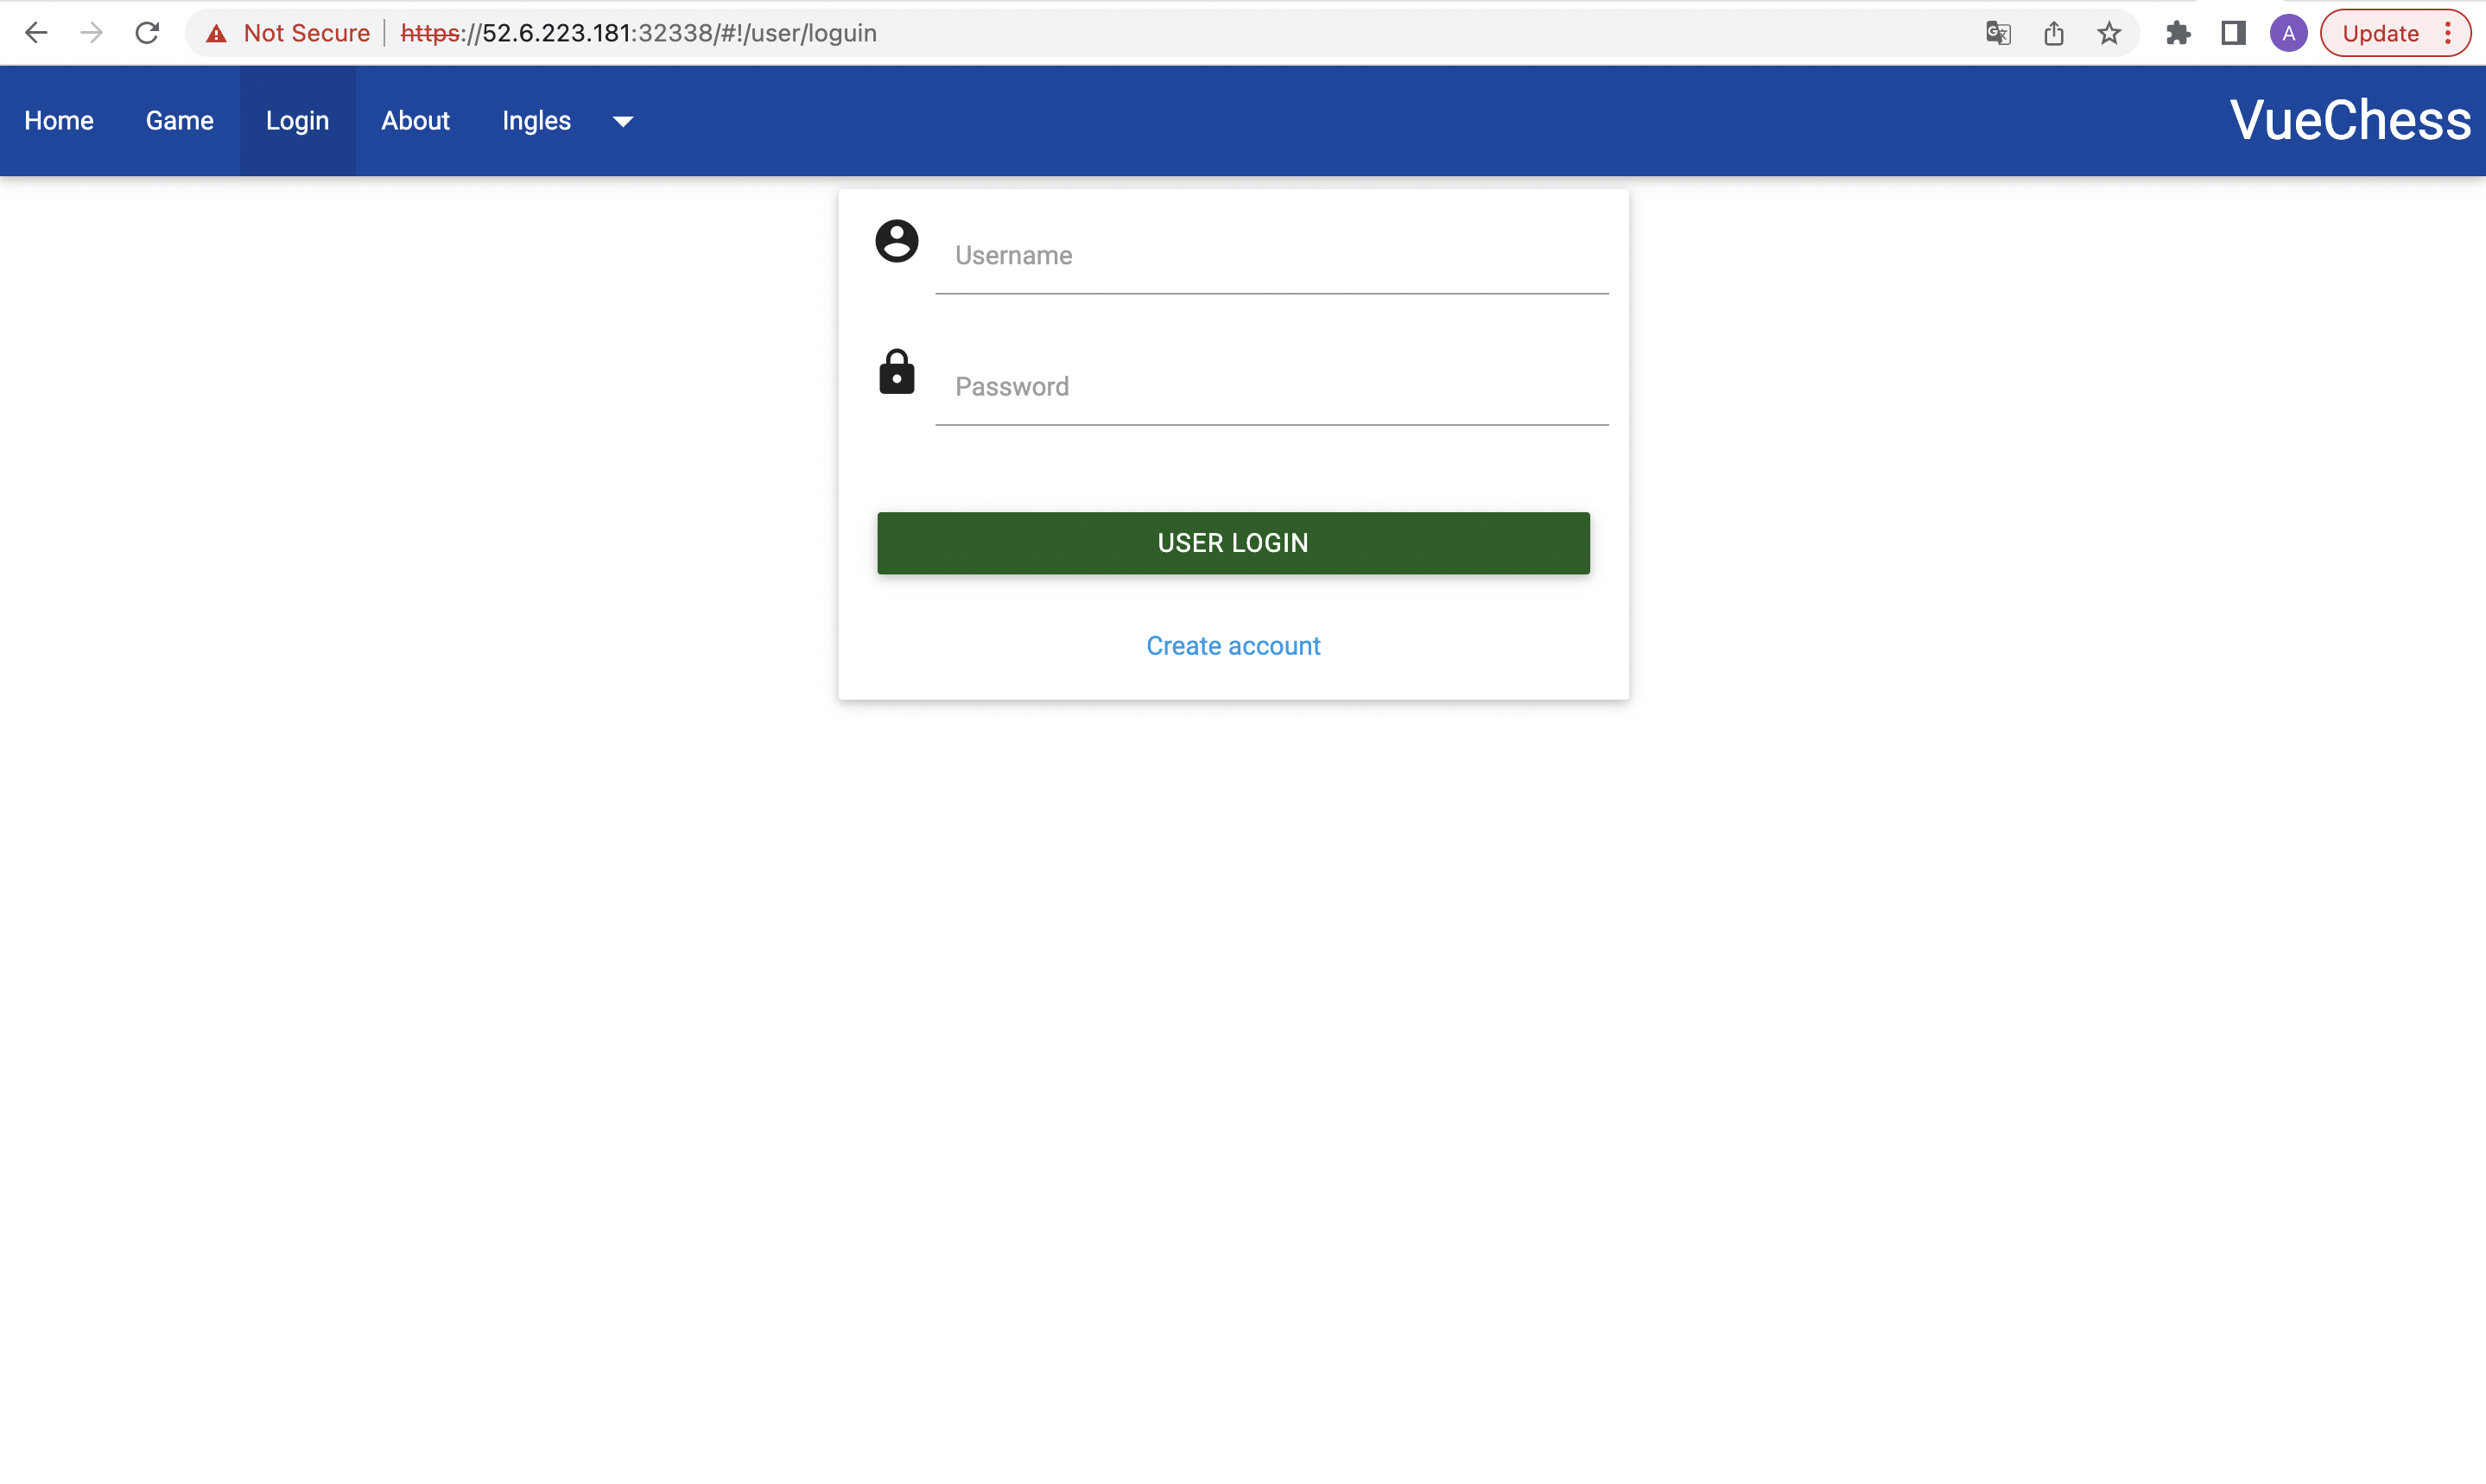 Not Secure https://52.6.223.181:32338/#!/user/loguin A Update
Home Game Login About Ingles VueChess
Username
Password
USER LOGIN
Create account